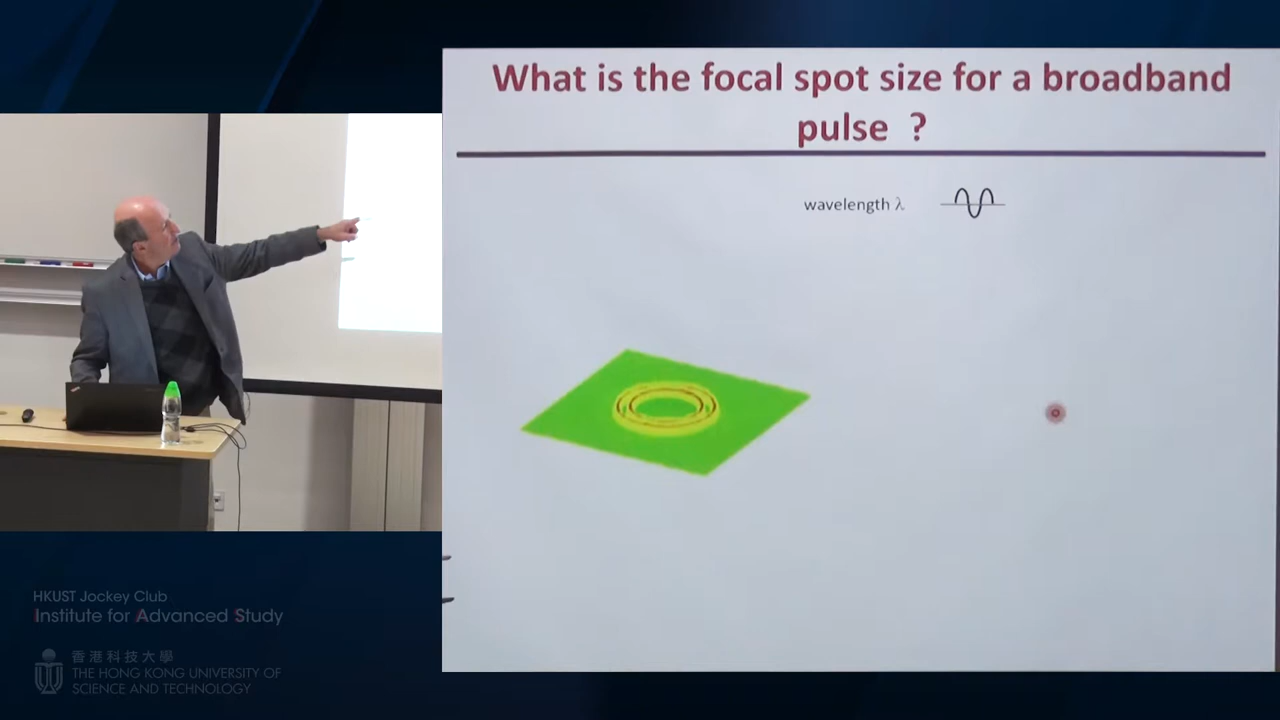 What is the focal spot size for a broadband
pulse ?
wavelength λ
HKUST Jockey Club
Institute for Advanced Study
香港科技大學
THE HONG KONG UNIVERSITY OF
SCIENCE AND TECHNOLOGY